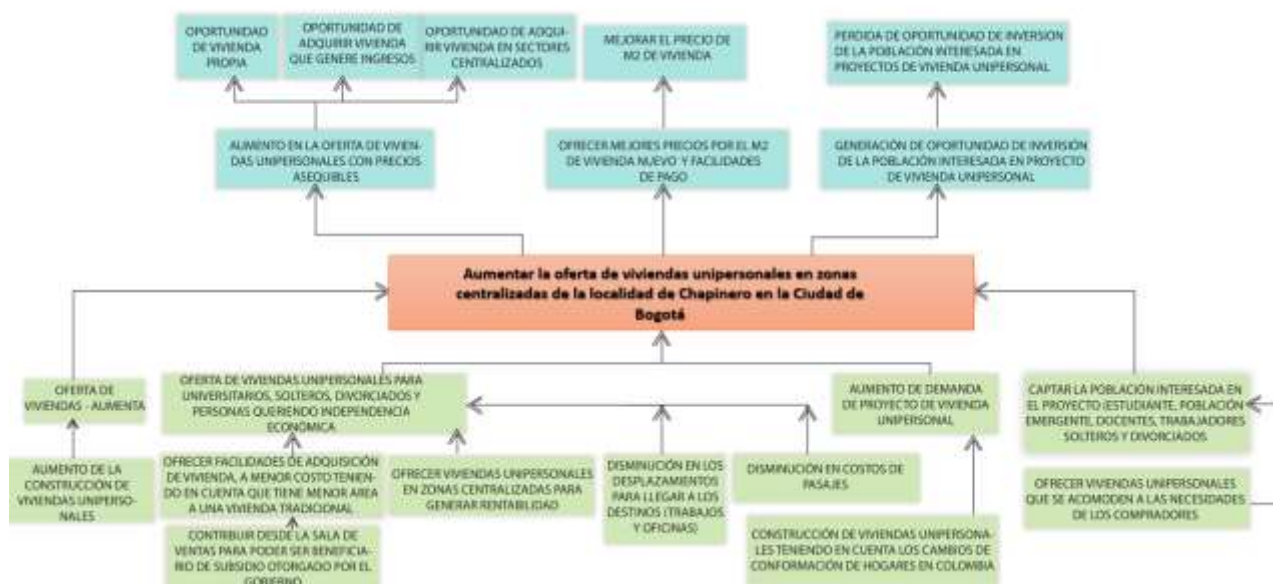 OPORTUNIDAD
DE VIVIENDA
PROPIA
OPORTUNIDAD DE
ADQUIRIR VIVIENDA
QUE GENERE INGRESOS
OPORTUNIDAD DE ADQUI-
RIR VIVIENDA EN SECTORES
CENTRALIZADOS
MEJORAR EL PRECIO DE
M2 DE VIVIENDA
PERDIDA DE OPORTUNIDAD DE INVERSIÓN
DE LA POBLACIÓN INTERESADA EN
PROYECTOS DE VIVIENDA UNIPERSONAL
AUMENTO EN LA OFERTA DE VIVIEN-
DAS UNIPERSONALES CON PRECIOS
ASEQUIBLES
OFRECER MEJORES PRECIOS POR EL M2
DE VIVIENDA NUEVO Y FACILIDADES
DE PAGO
GENERACIÓN DE OPORTUNIDAD DE INVERSIÓN
DE LA POBLACIÓN INTERESADA EN PROYECTO
DE VIVIENDA UNIPERSONAL
Aumentar la oferta de viviendas unipersonales en zonas
centralizadas de la localidad de Chapinero en la Ciudad de
Bogotá
OFERTA DE
VIVIENDAS - AUMENTA
OFERTA DE VIVIENDAS UNIPERSONALES PARA
UNIVERSITARIOS, SOLTEROS, DIVORCIADOS Y
PERSONAS QUERIENDO INDEPENDENCIA
ECONÓMICA
AUMENTO DE DEMANDA
DE PROYECTO DE VIVIENDA
UNIPERSONAL
CAPTAR LA POBLACIÓN INTERESADA EN
EL PROYECTO (ESTUDIANTE, POBLACIÓN
EMERGENTE, DOCENTES, TRABAJADORES
SOLTEROS Y DIVORCIADOS
AUMENTO DE LA
CONSTRUCCIÓN DE
VIVIENDAS UNIPERSO-
NALES
OFRECER FACILIDADES DE ADQUISICIÓN
DE VIVIENDA, A MENOR COSTO TENIEN-
DO EN CUENTA QUE TIENE MENOR AREA
A UNA VIVIENDA TRADICIONAL
OFRECER VIVIENDAS UNIPERSONALES
EN ZONAS CENTRALIZADAS PARA
GENERAR RENTABILIDAD
DISMINUCIÓN EN LOS
DESPLAZAMIENTOS
PARA LLEGAR A LOS
DESTINOS (TRABAJOS
Y OFICINAS)
DISMINUCIÓN EN COSTOS DE
PASAJES
OFRECER VIVIENDAS UNIPERSONALES
QUE SE ACOMODEN A LAS NECESIDADES
DE LOS COMPRADORES
CONTRIBUIR DESDE LA SALA DE
VENTAS PARA PODER SER BENEFICIA-
RIO DE SUBSIDIO OTORGADO POR EL
GOBIERNO
CONSTRUCCIÓN DE VIVIENDAS UNIPERSONA-
LES TENIENDO EN CUENTA LOS CAMBIOS DE
CONFORMACIÓN DE HOGARES EN COLOMBIA